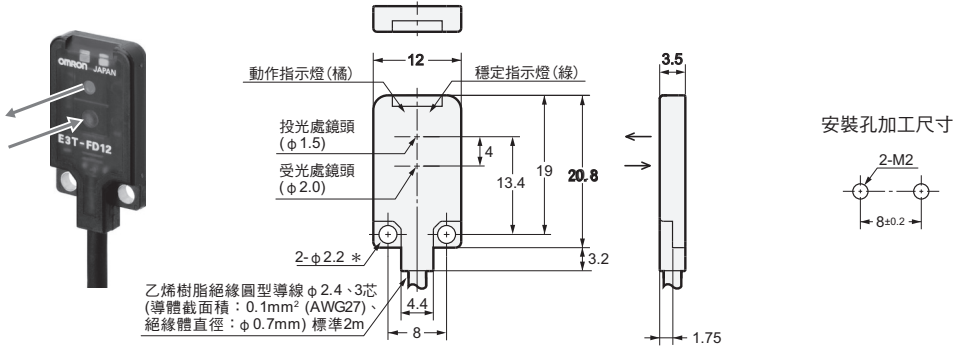 OMRON JAPAN
E3T-FD12
12
動作指示燈(橘)
穩定指示燈(綠)
投光處鏡頭
(φ1.5)
受光處鏡頭
(φ2.0)
4
13.4
19
20.8
3.2
2-φ2.2 *
乙烯樹脂絕緣圓型導線φ2.4、3芯
(導體截面積:0.1mm² (AWG27)、
絕緣體直徑:φ0.7mm) 標準2m
4.4
8
3.5
1.75
安裝孔加工尺寸
2-M2
8±0.2